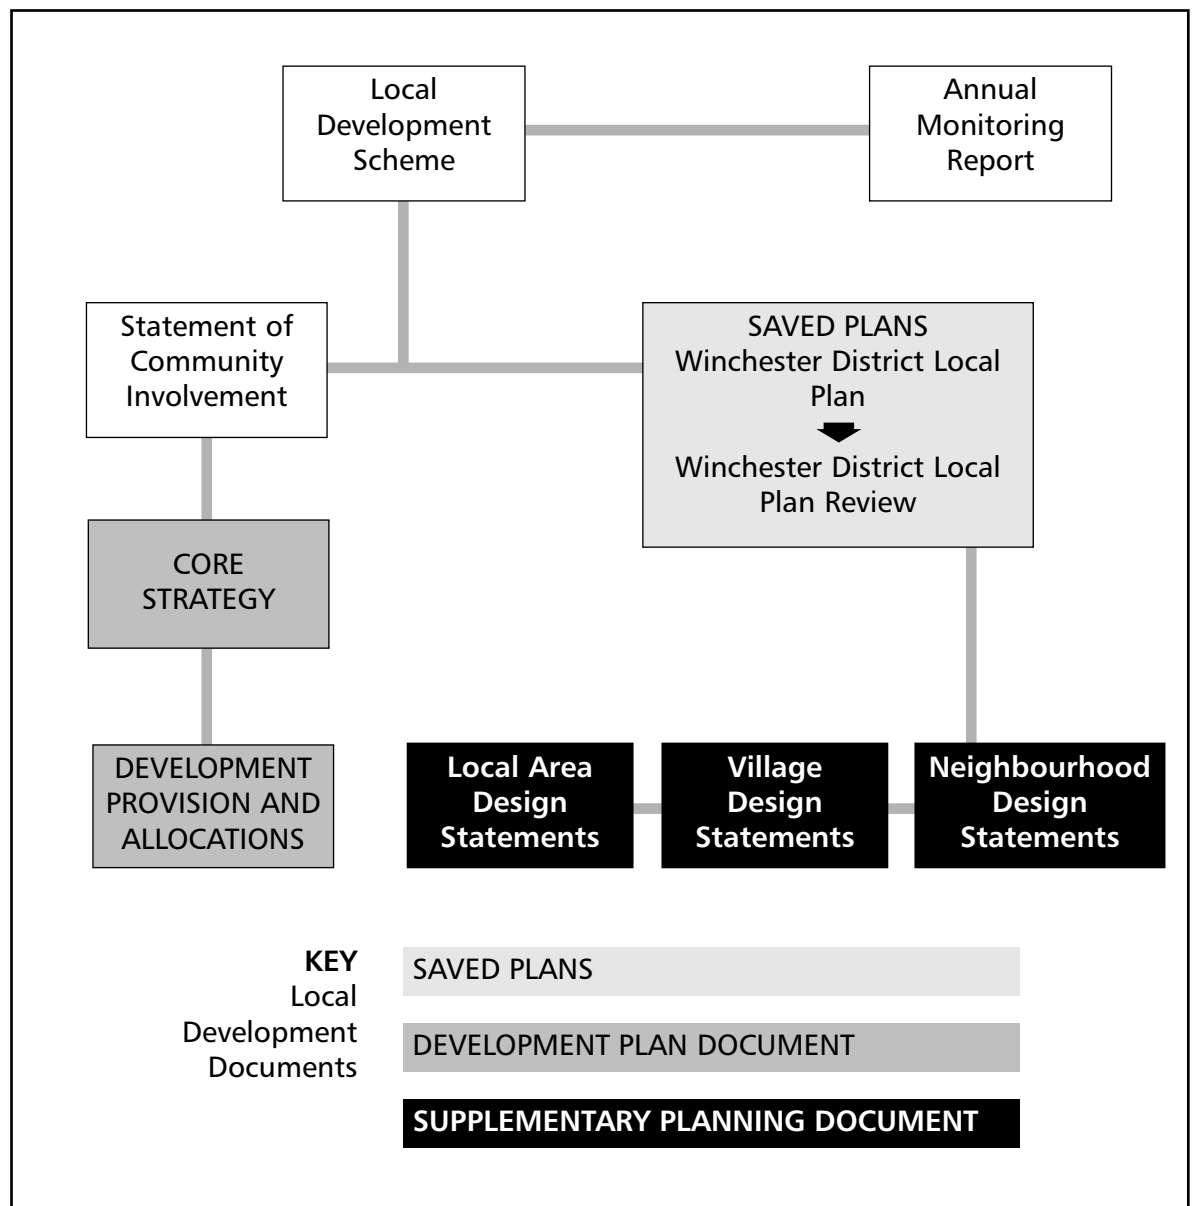 Local
Development
Scheme
Annual
Monitoring
Report
Statement of
Community
Involvement
SAVED PLANS
Winchester District Local
Plan
Winchester District Local
Plan Review
CORE
STRATEGY
DEVELOPMENT
PROVISION AND
ALLOCATIONS
Local Area
Design
Statements
Village
Design
Statements
Neighbourhood
Design
Statements
KEY
Local
Development
Documents
SAVED PLANS
DEVELOPMENT PLAN DOCUMENT
SUPPLEMENTARY PLANNING DOCUMENT